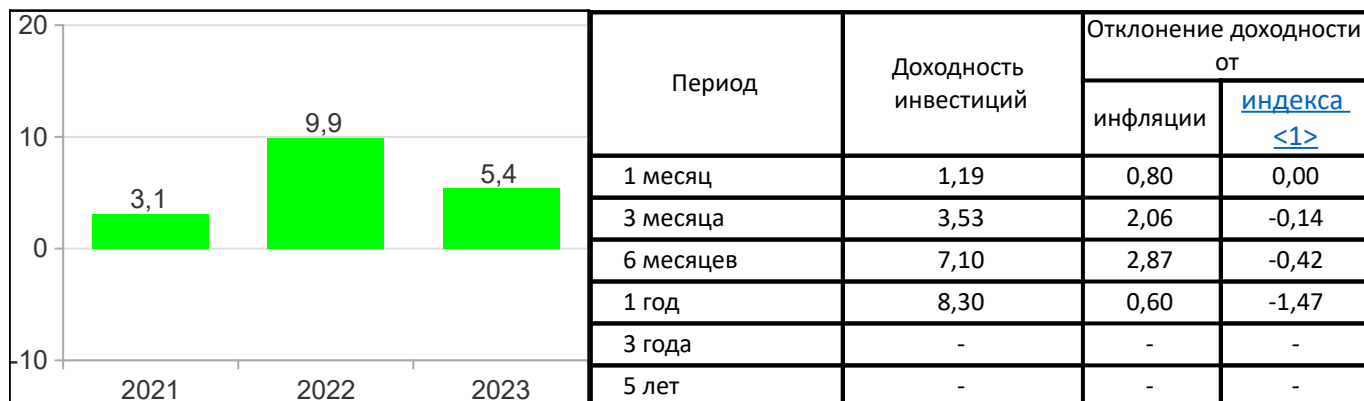 20
10
0
-10
3,1
9,9
5,4
2021 2022 2023
Период
Доходность
инвестиций
Отклонение доходности
от
инфляции
индекса
<1>
1 месяц 1,19 0,80 0,00
3 месяца 3,53 2,06 -0,14
6 месяцев 7,10 2,87 -0,42
1 год 8,30 0,60 -1,47
3 года - - -
5 лет - - -